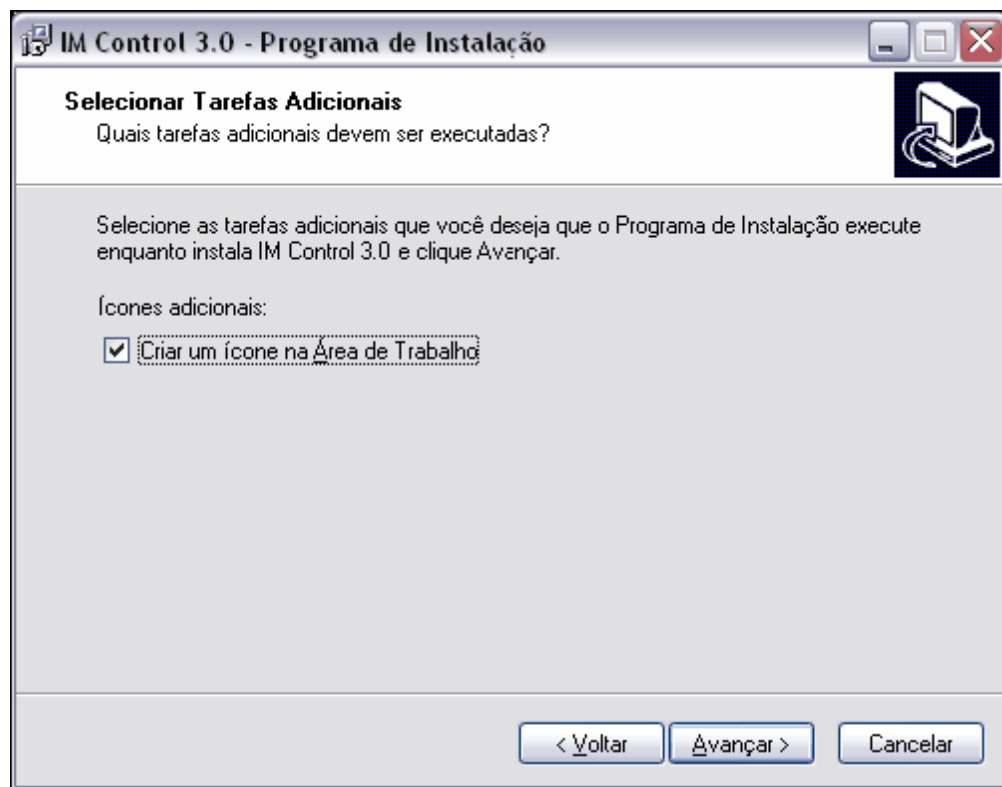 IM Control 3.0 - Programa de Instalação
Selecionar Tarefas Adicionais
Quais tarefas adicionais devem ser executadas?
Selecione as tarefas adicionais que você deseja que o Programa de Instalação execute
enquanto instala IM Control 3.0 e clique Avançar.
Ícones adicionais:
Criar um ícone na Área de Trabalho
< Voltar
Avançar >
Cancelar